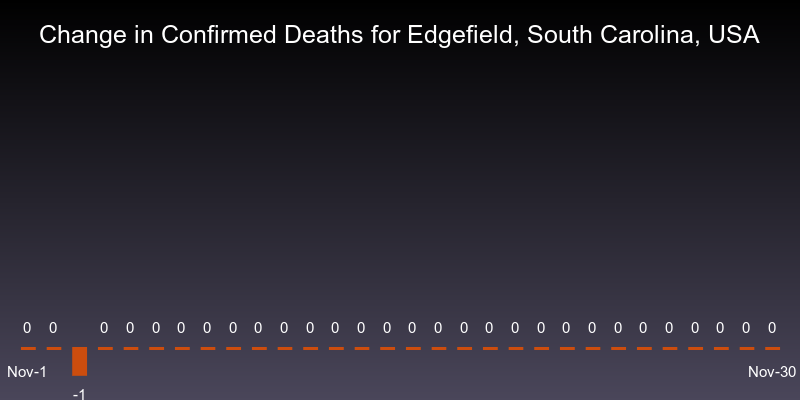 Change in Confirmed Deaths for Edgefield, South Carolina, USA
0 0 0 0 0 0 0 0 0 0 0 0 0 0 0 0 0 0 0 0 0 0 0 0 0 0 0 0 0
Nov-1 Nov-30
-1